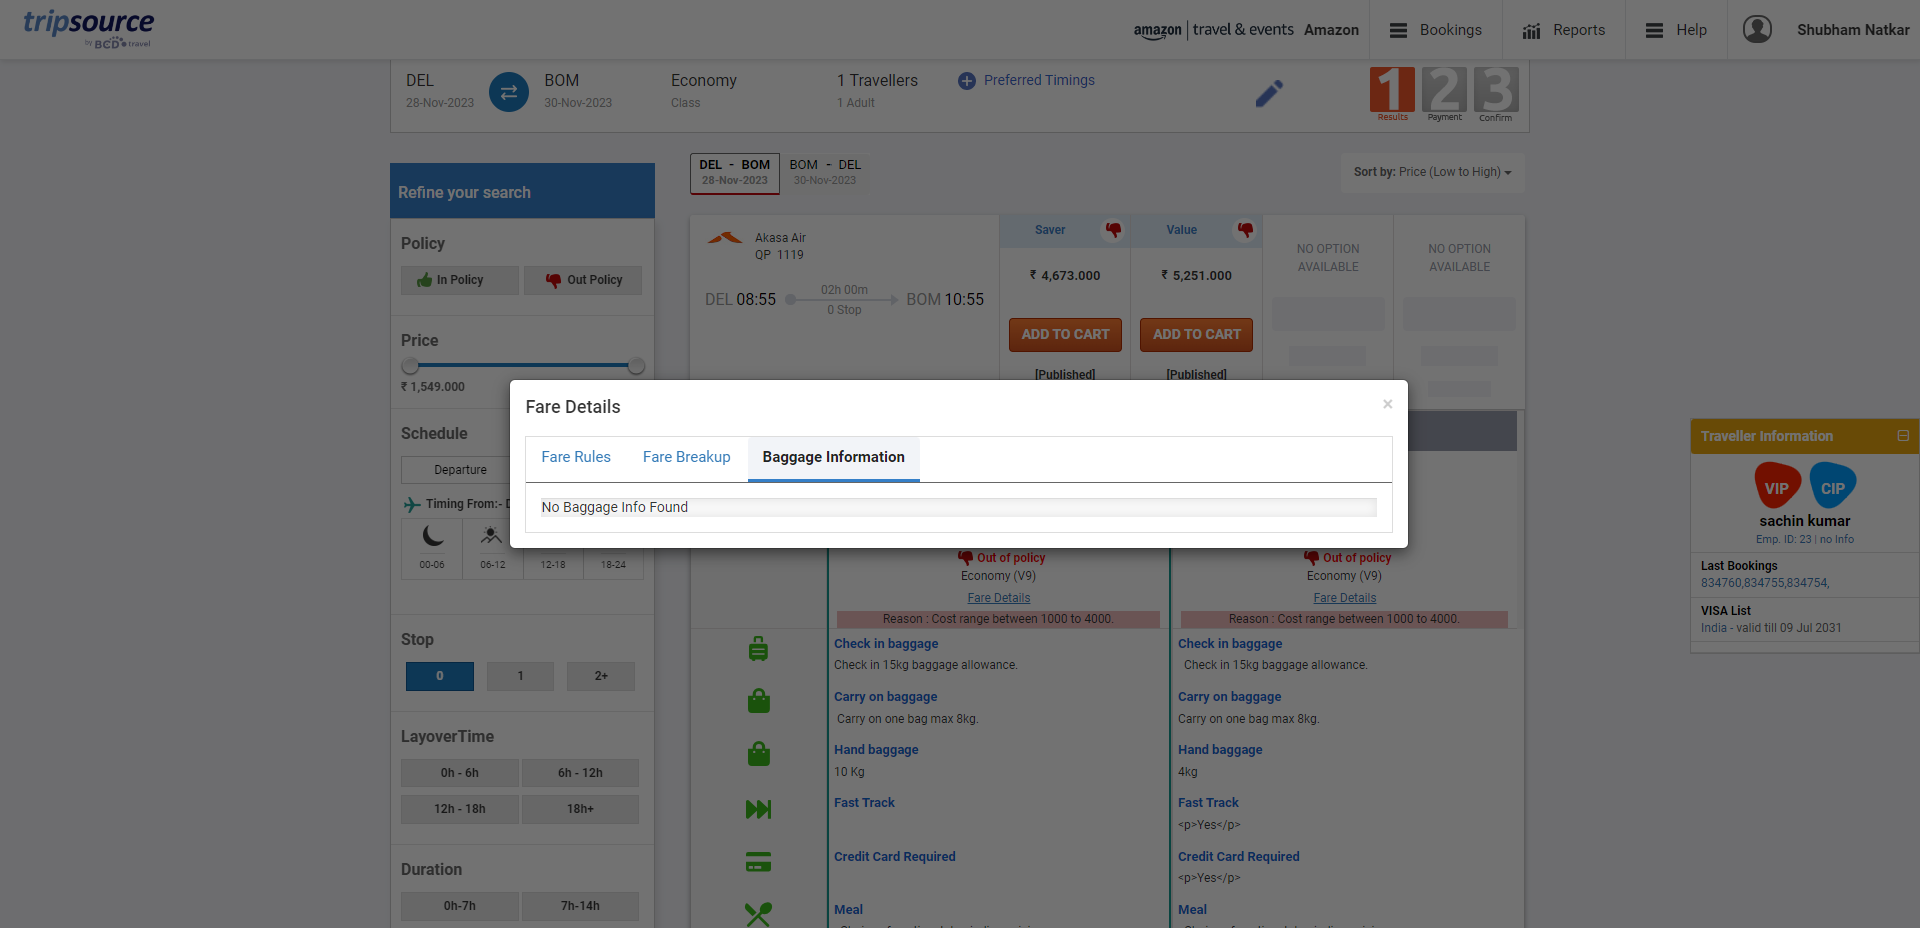 tripsource
by BCD travel
amazon | travel & events Amazon
Bookings
Reports
Help
Shubham Natkar
DEL
28-Nov-2023
BOM
30-Nov-2023
Economy
Class
1 Travellers
1 Adult
Preferred Timings
1 2 3
Results Payment Confirm
DEL - BOM
28-Nov-2023
BOM - DEL
30-Nov-2023
Sort by: Price (Low to High)
Refine your search
Policy
In Policy
Out Policy
Price
₹ 1,549.000
Schedule
Departure
Timing From:- D
00-06
06-12
12-18
18-24
Stop
0
1
2+
LayoverTime
0h - 6h
6h - 12h
12h - 18h
18h+
Duration
0h-7h
7h-14h
Akasa Air
QP 1119
DEL 08:55
02h 00m
0 Stop
BOM 10:55
Saver
₹ 4,673.000
ADD TO CART
[Published]
Value
₹ 5,251.000
ADD TO CART
[Published]
NO OPTION
AVAILABLE
NO OPTION
AVAILABLE
Fare Details
×
Fare Rules
Fare Breakup
Baggage Information
No Baggage Info Found
Out of policy
Economy (V9)
Fare Details
Reason : Cost range between 1000 to 4000.
Out of policy
Economy (V9)
Fare Details
Reason : Cost range between 1000 to 4000.
Check in baggage
Check in 15kg baggage allowance.
Check in baggage
Check in 15kg baggage allowance.
Carry on baggage
Carry on one bag max 8kg.
Carry on baggage
Carry on one bag max 8kg.
Hand baggage
10 Kg
Hand baggage
4kg
Fast Track
Fast Track
<p>Yes</p>
Credit Card Required
Credit Card Required
<p>Yes</p>
Meal
Meal
Traveller Information
VIP
CIP
sachin kumar
Emp. ID: 23 | no Info
Last Bookings
834760,834755,834754,
VISA List
India - valid till 09 Jul 2031